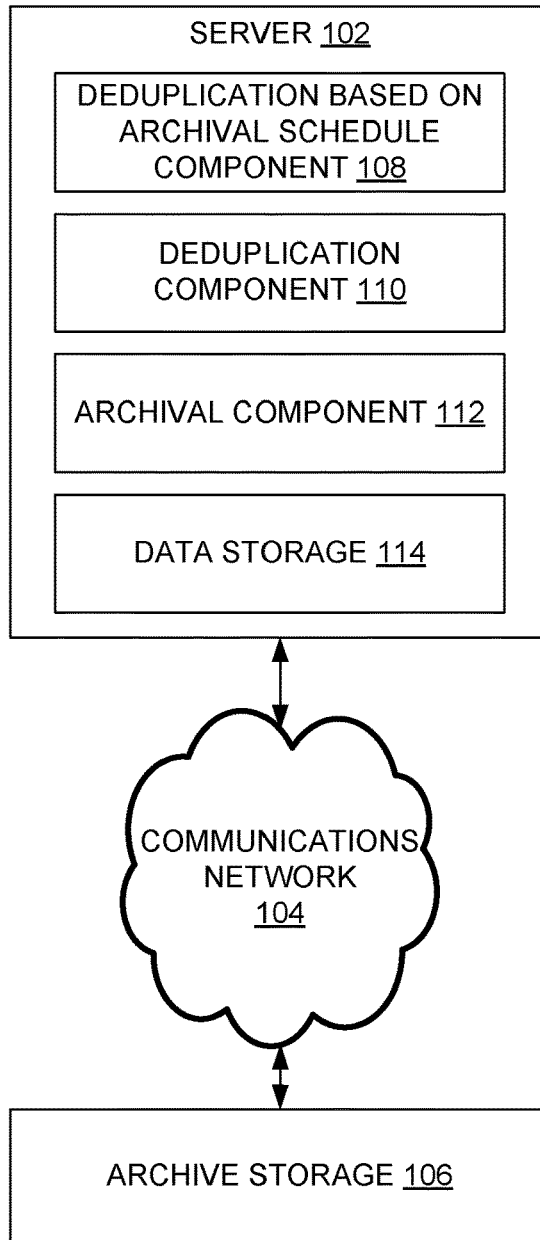 SERVER 102
DEDUPLICATION BASED ON
ARCHIVAL SCHEDULE
COMPONENT 108
DEDUPLICATION
COMPONENT 110
ARCHIVAL COMPONENT 112
DATA STORAGE 114
COMMUNICATIONS
NETWORK
104
ARCHIVE STORAGE 106